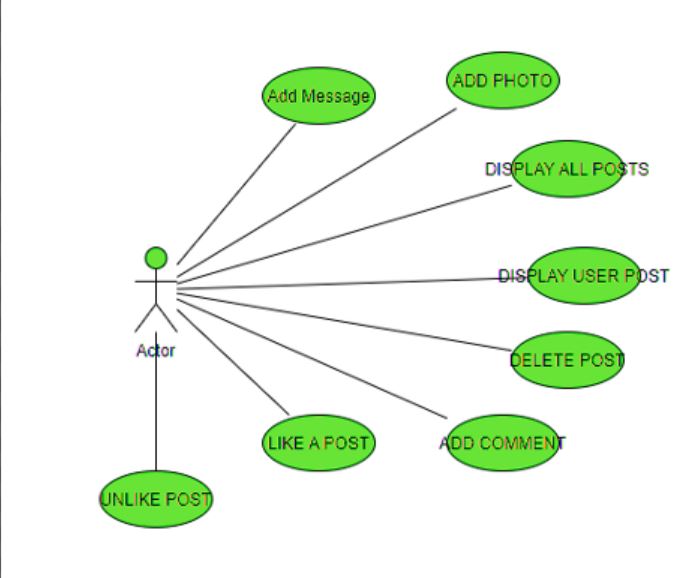 ADD PHOTO
Add Message
DISPLAY ALL POSTS
DISPLAY USER POST
Actor
DELETE POST
LIKE A POST
ADD COMMENT
UNLIKE POST